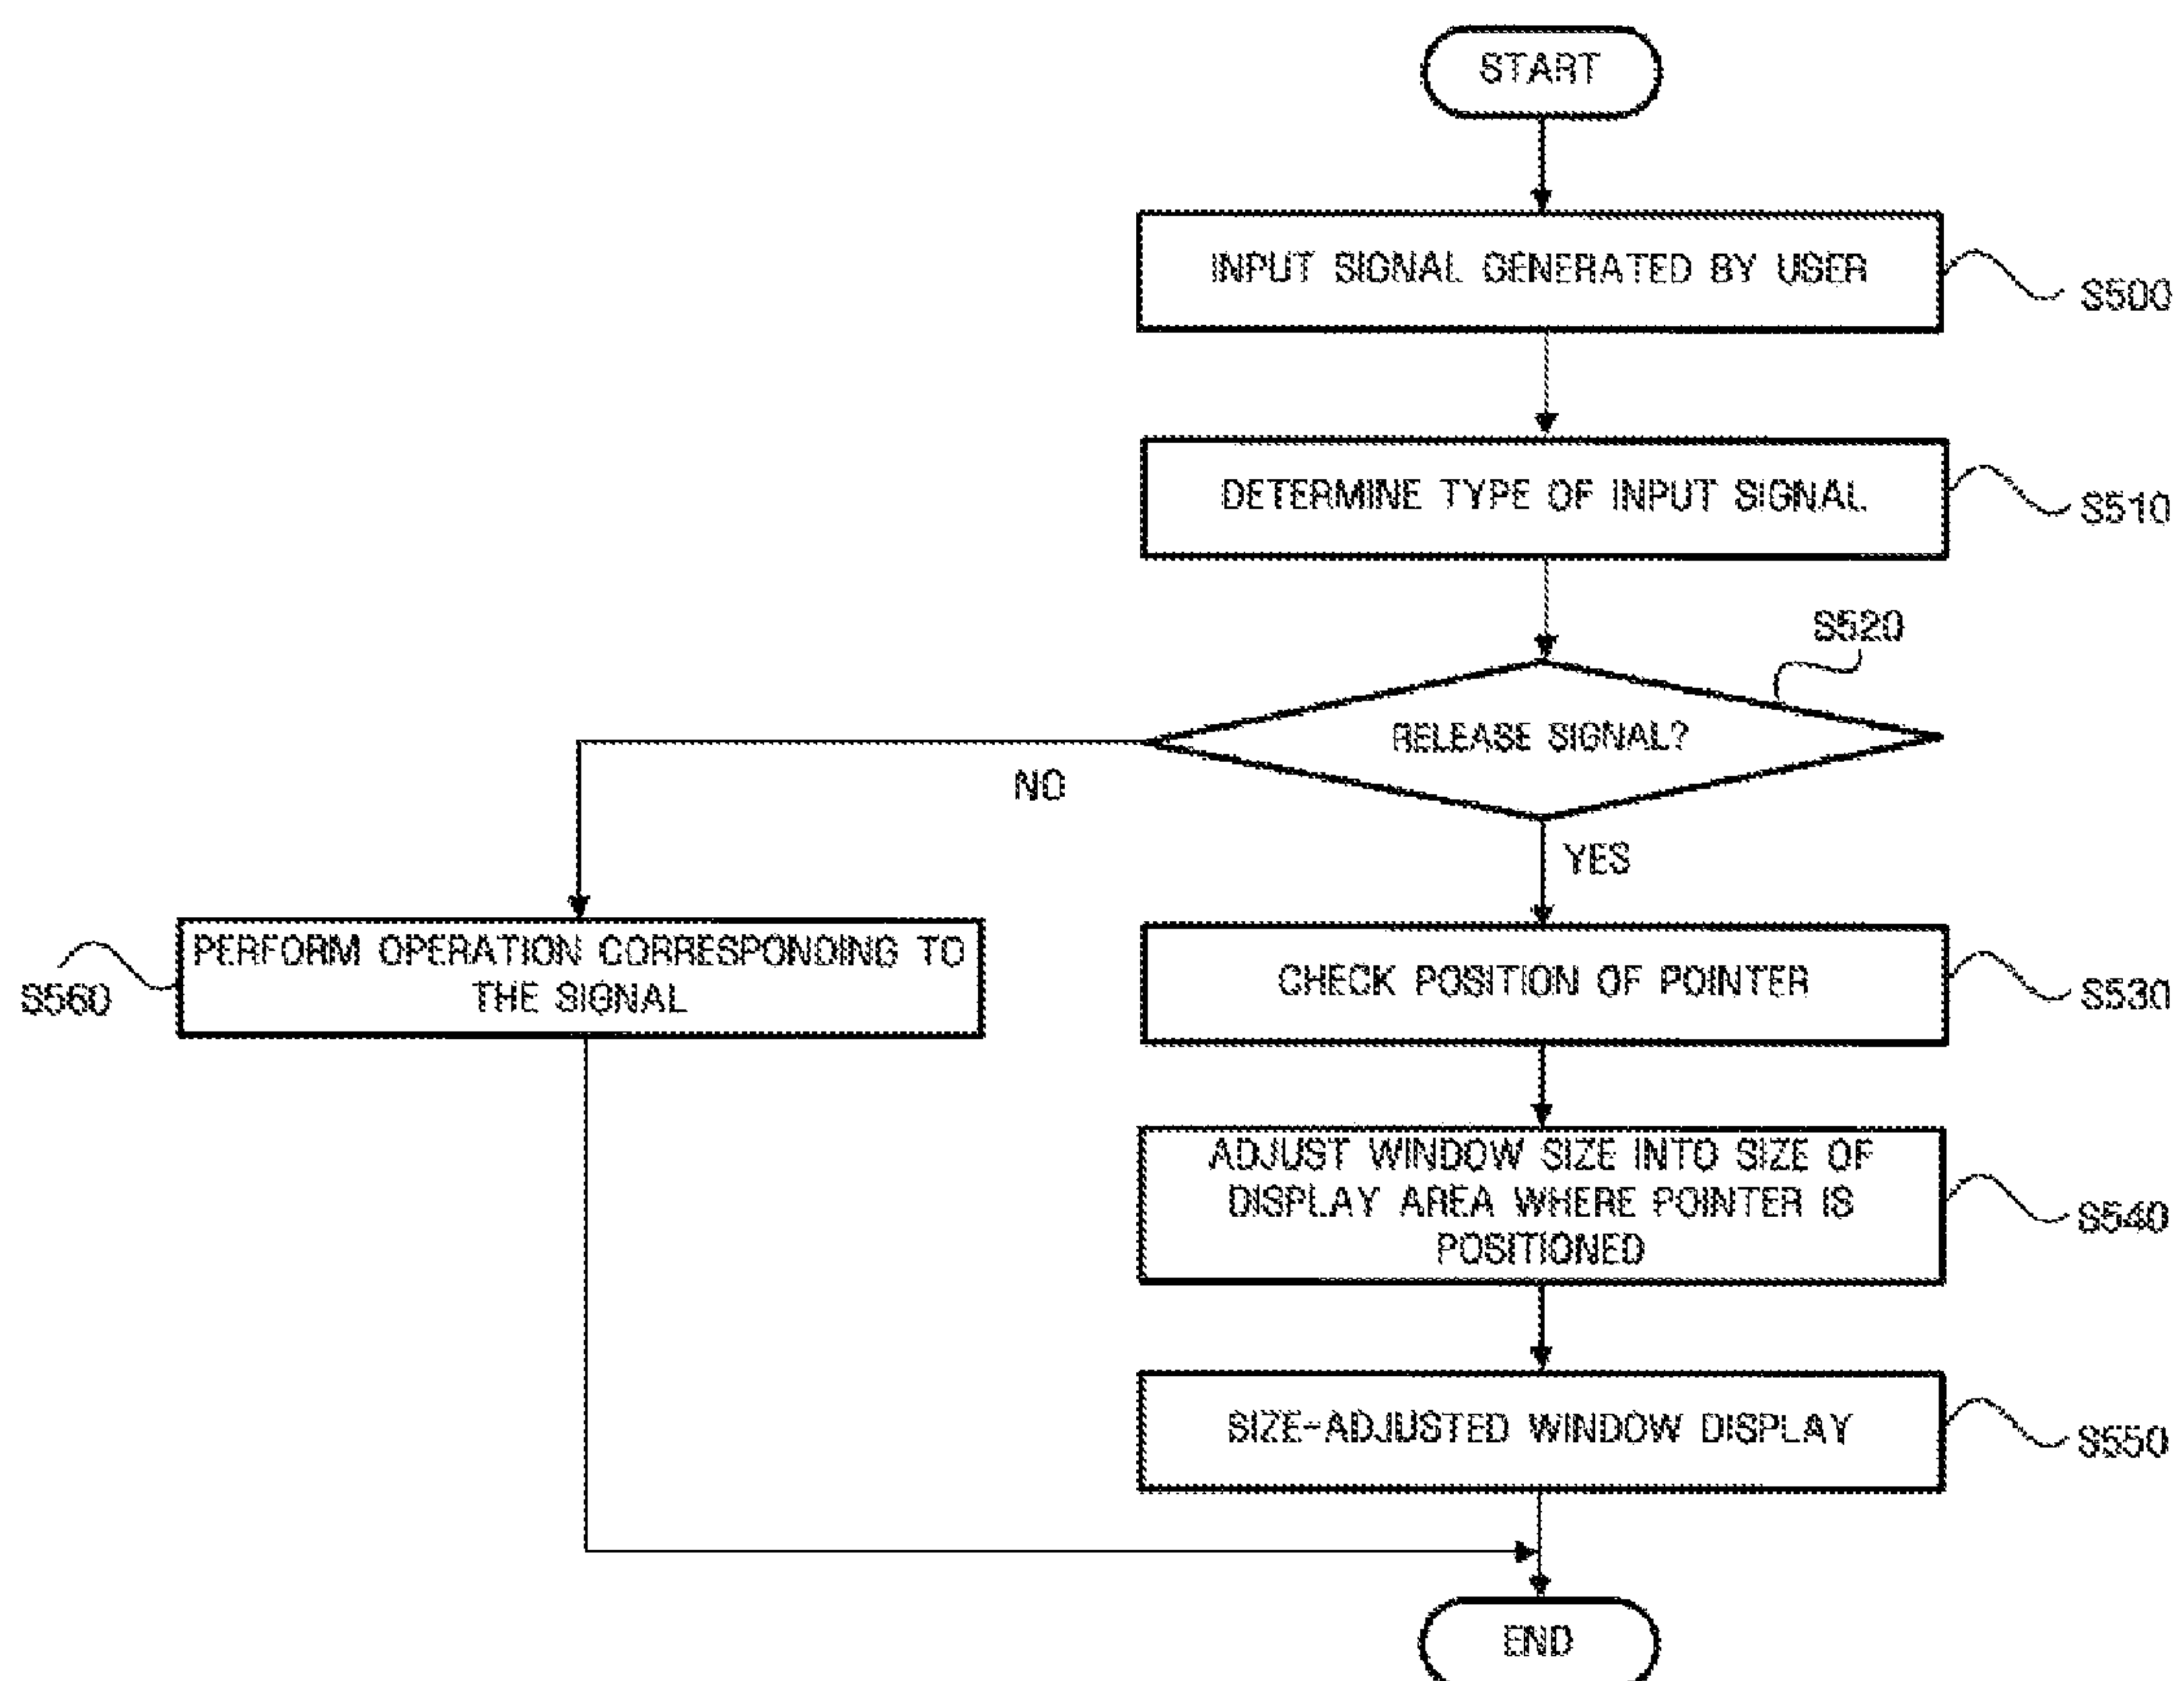 START
INPUT SIGNAL GENERATED BY USER
S500
DETERMINE TYPE OF INPUT SIGNAL
S510
S520
RELEASE SIGNAL?
NO
YES
PERFORM OPERATION CORRESPONDING TO
THE SIGNAL
S560
CHECK POSITION OF POINTER
S530
ADJUST WINDOW SIZE INTO SIZE OF
DISPLAY AREA WHERE POINTER IS
POSITIONED
S540
SIZE-ADJUSTED WINDOW DISPLAY
S550
END